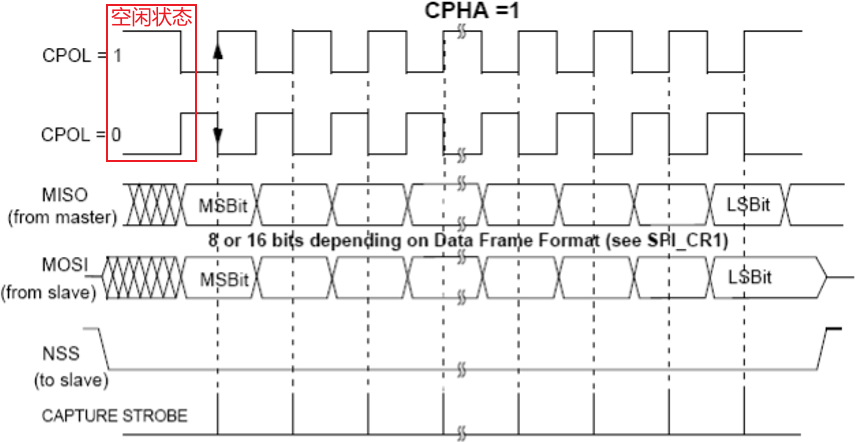 CPHA =1
空闲状态
CPOL = 1
CPOL = 0
MISO
(from master)
MSBit
LSBit
8 or 16 bits depending on Data Frame Format (see SPI_CR1)
MOSI
(from slave)
MSBit
LSBit
NSS
(to slave)
CAPTURE STROBE